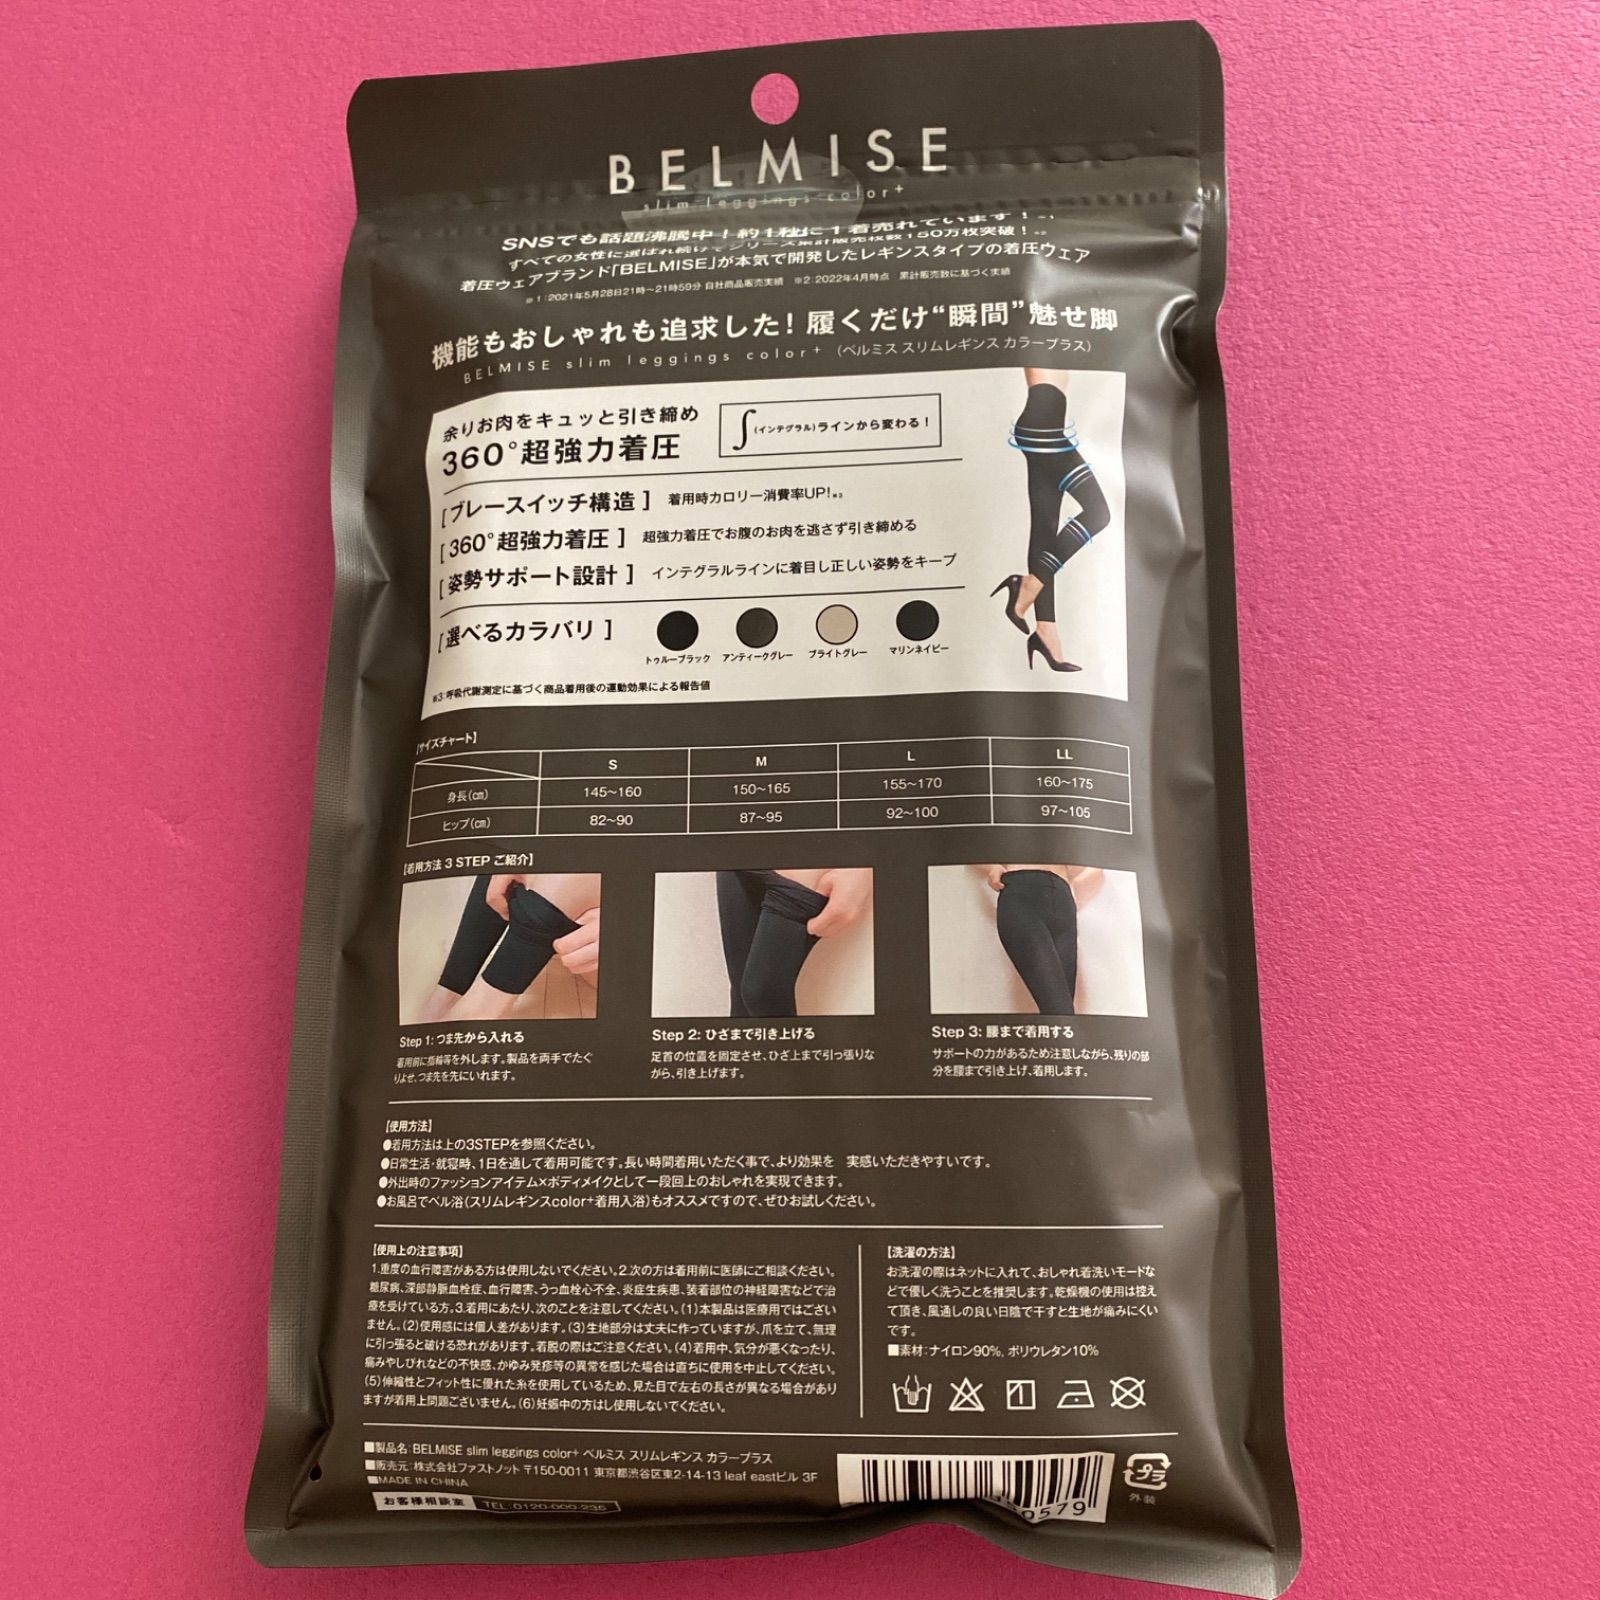 BELMISE
slim leggings color+
SNSでも話題沸騰中！約1秒に1着売れています！※1
すべての女性に選ばれ続けてシリーズ累計販売枚数150万枚突破！※2
着圧ウェアブランド「BELMISE」が本気で開発したレギンスタイプの着圧ウェア
※1：2021年5月28日21時～21時59分 自社商品販売実績 ※2：2022年4月時点 累計販売数に基づく実績
機能もおしゃれも追求した！履くだけ“瞬間”魅せ脚
BELMISE slim leggings color+ （ベルミス スリムレギンス カラープラス）
余りお肉をキュッと引き締め
360°超強力着圧
∫（インテグラル）ラインから変わる！
[ ブレースイッチ構造 ] 着用時カロリー消費率UP!※3
[ 360°超強力着圧 ] 超強力着圧でお腹のお肉を逃さず引き締める
[ 姿勢サポート設計 ] インテグラルラインに着目し正しい姿勢をキープ
[ 選べるカラバリ ]
トゥルーブラック アンティークグレー ブライトグレー マリンネイビー
※3：呼吸代謝測定に基づく商品着用後の運動効果による報告値
【サイズチャート】
S M L LL
身長(㎝) 145～160 150～165 155～170 160～175
ヒップ(㎝) 82～90 87～95 92～100 97～105
【着用方法 3 STEP ご紹介】
Step 1: つま先から入れる
着用前に指輪等を外します。製品を両手でたぐ
りよせ、つま先を先にいれます。
Step 2: ひざまで引き上げる
足首の位置を固定させ、ひざ上まで引っ張りな
がら、引き上げます。
Step 3: 腰まで着用する
サポートの力があるため注意しながら、残りの部
分を腰まで引き上げ、着用します。
【使用方法】
●着用方法は上の3STEPを参照ください。
●日常生活・就寝時、1日を通して着用可能です。長い時間着用いただく事で、より効果を 実感いただきやすいです。
●外出時のファッションアイテム×ボディメイクとして一段回上のおしゃれを実現できます。
●お風呂でベル浴（スリムレギンスcolor+着用入浴）もオススメですので、ぜひお試しください。
【使用上の注意事項】
1.重度の血行障害がある方は使用しないでください。2.次の方は着用前に医師にご相談ください。
糖尿病、深部静脈血栓症、血行障害、うっ血栓心不全、炎症生疾患、装着部位の神経障害などで治
療を受けている方。3.着用にあたり、次のことを注意してください。(1)本製品は医療用ではござい
ません。(2)使用感には個人差があります。(3)生地部分は丈夫に作っていますが、爪を立て、無理
に引っ張ると破ける恐れがあります。着脱の際はご注意ください。(4)着用中、気分が悪くなったり、
痛みやしびれなどの不快感、かゆみ発疹等の異常を感じた場合は直ちに使用を中止してください。
(5)伸縮性とフィット性に優れた糸を使用しているため、見た目で左右の長さが異なる場合があり
ますが着用上問題ございません。(6)妊娠中の方はし使用しないでください。
【洗濯の方法】
お洗濯の際はネットに入れて、おしゃれ着洗いモードな
どで優しく洗うことを推奨します。乾燥機の使用は控え
て頂き、風通しの良い日陰で干すと生地が痛みにくい
です。
■素材：ナイロン90%, ポリウレタン10%
■製品名：BELMISE slim leggings color+ ベルミス スリムレギンス カラープラス
■販売元：株式会社ファストノット 〒150-0011 東京都渋谷区東2-14-13 leaf eastビル 3F
■MADE IN CHINA
お客様相談室 TEL：0120-000-235
0579
プラ
外装